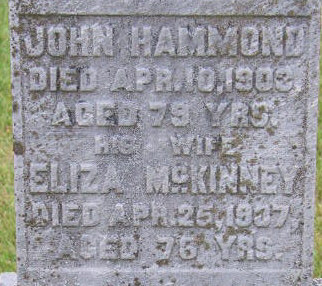 JOHN HAMMOND
DIED APR. 10, 1903,
AGED 79 YRS.
HIS WIFE
ELIZA McKINNEY
DIED APR. 25, 1907,
AGED 76 YRS.